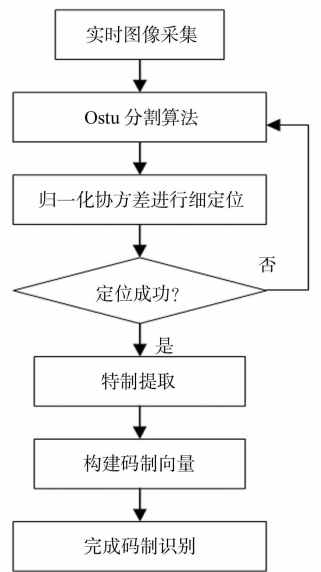 实时图像采集
Ostu 分割算法
归一化协方差进行细定位
定位成功?
否
是
特制提取
构建码制向量
完成码制识别